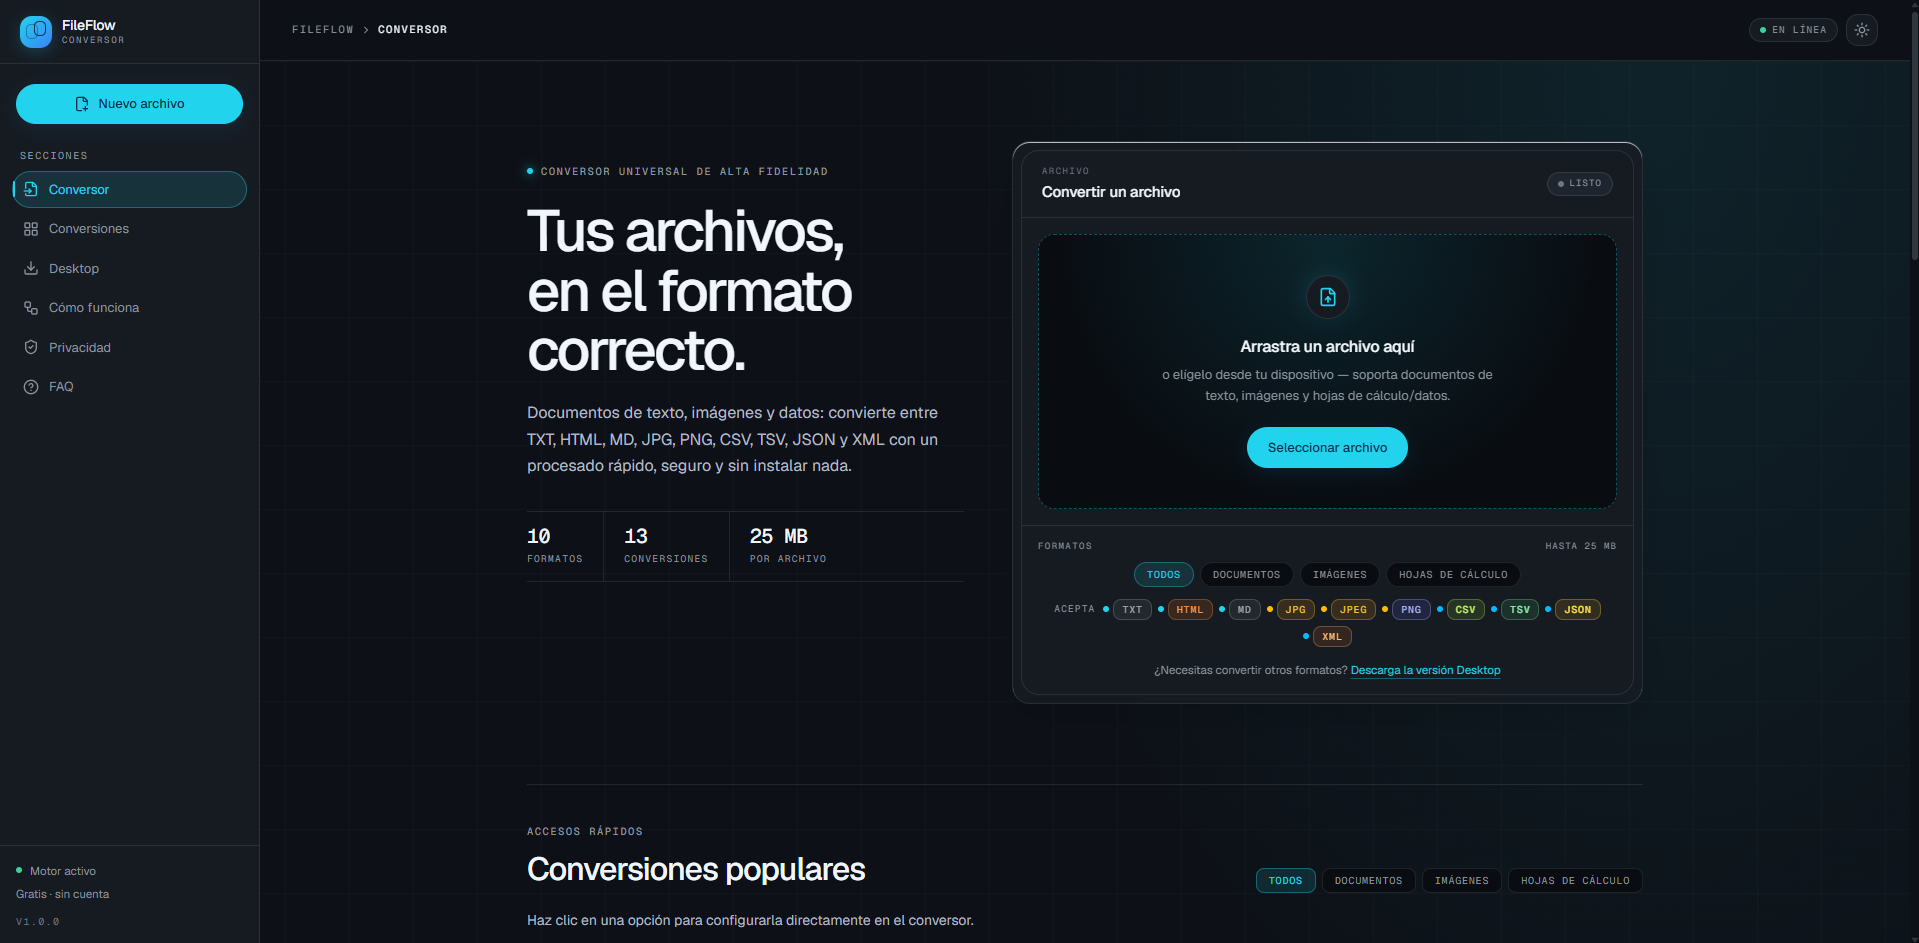 FileFlow
CONVERSOR
Nuevo archivo
SECCIONES
Conversor
Conversiones
Desktop
Cómo funciona
Privacidad
FAQ
Motor activo
Gratis · sin cuenta
V1.0.0
FILEFLOW > CONVERSOR
EN LÍNEA
CONVERSOR UNIVERSAL DE ALTA FIDELIDAD
Tus archivos,
en el formato
correcto.
Documentos de texto, imágenes y datos: convierte entre
TXT, HTML, MD, JPG, PNG, CSV, TSV, JSON y XML con un
procesado rápido, seguro y sin instalar nada.
10 13 25 MB
FORMATOS CONVERSIONES POR ARCHIVO
ARCHIVO
Convertir un archivo
LISTO
Arrastra un archivo aquí
o elígelo desde tu dispositivo — soporta documentos de
texto, imágenes y hojas de cálculo/datos.
Seleccionar archivo
FORMATOS HASTA 25 MB
TODOS DOCUMENTOS IMÁGENES HOJAS DE CÁLCULO
ACEPTA TXT HTML MD JPG JPEG PNG CSV TSV JSON
XML
¿Necesitas convertir otros formatos? Descarga la versión Desktop
ACCESOS RÁPIDOS
Conversiones populares
TODOS DOCUMENTOS IMÁGENES HOJAS DE CÁLCULO
Haz clic en una opción para configurarla directamente en el conversor.